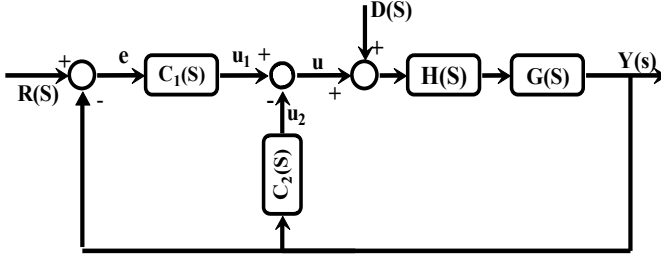 D(S)
+ e C₁(S) u₁ + u + H(S) G(S) Y(s)
R(S) - - u₂ +
C₂(S)